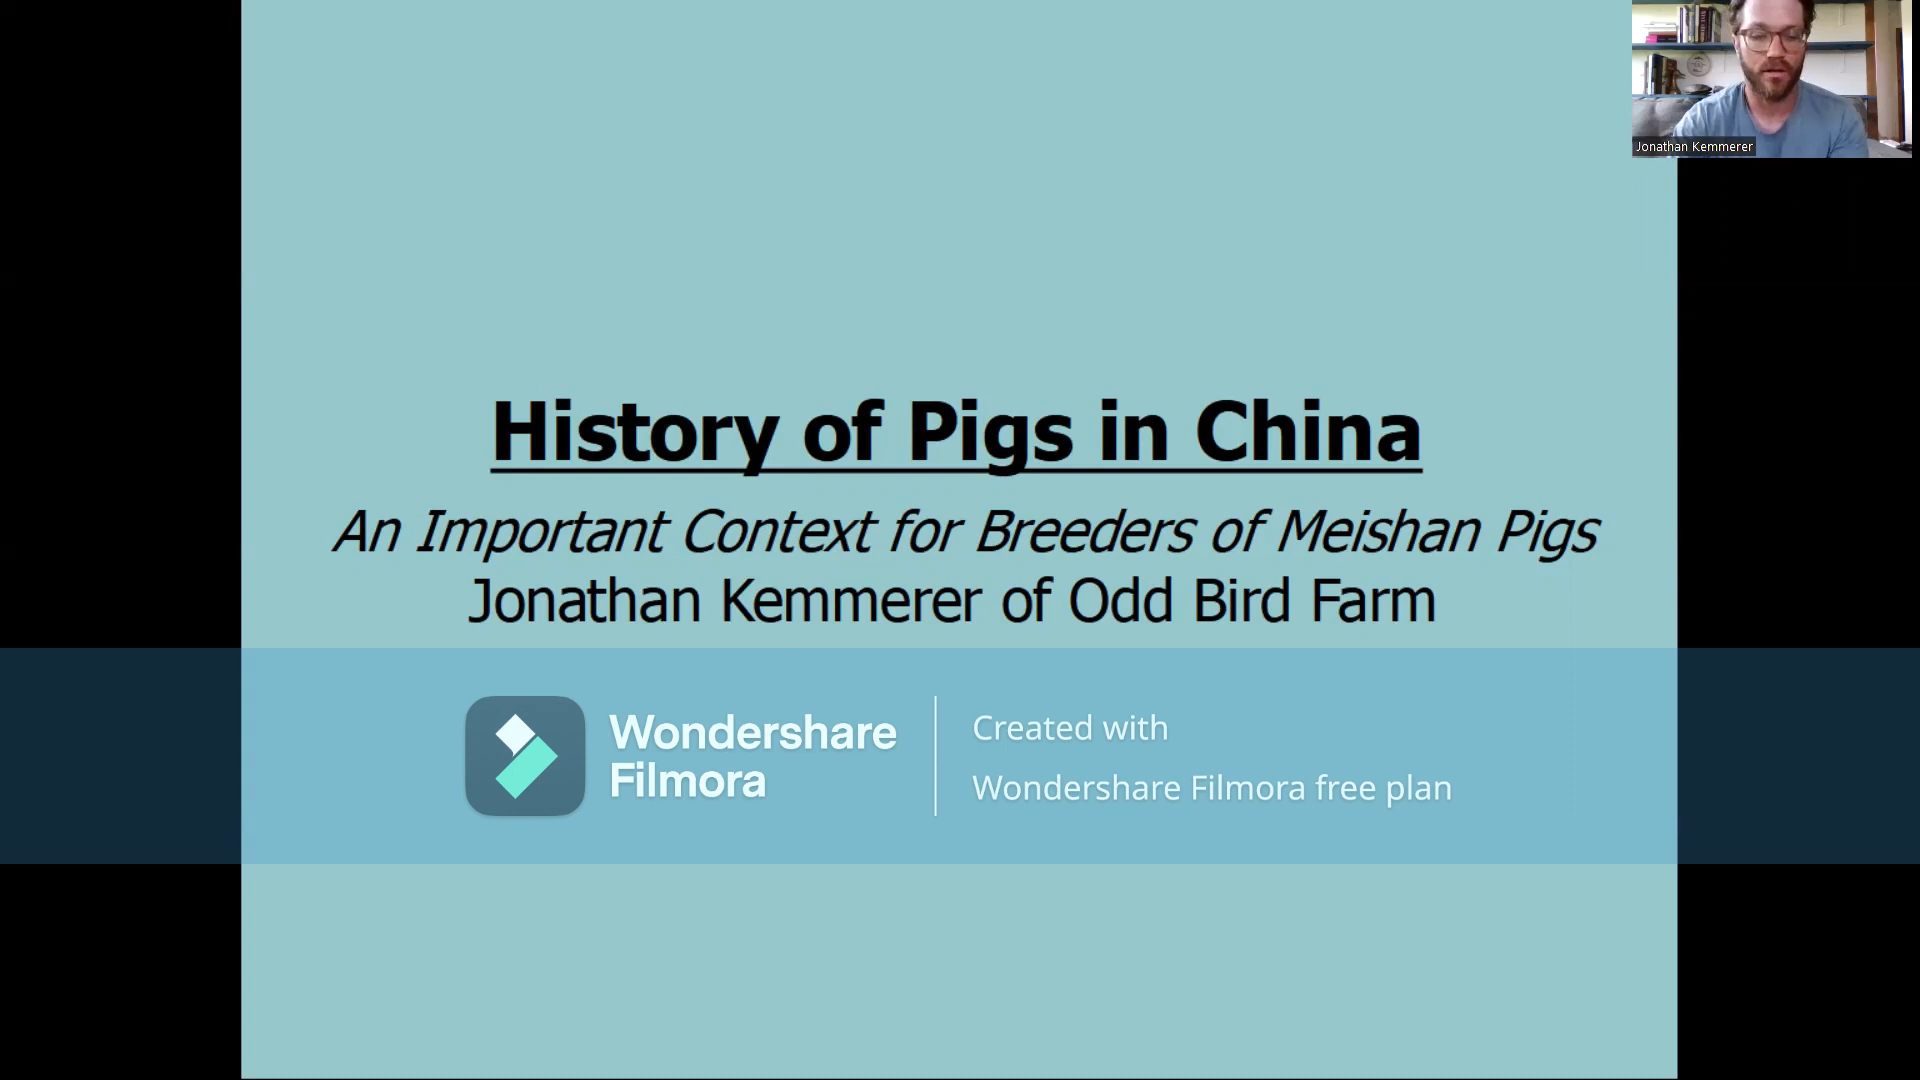 Jonathan Kemmerer
History of Pigs in China
An Important Context for Breeders of Meishan Pigs
Jonathan Kemmerer of Odd Bird Farm
Wondershare
Filmora
Created with
Wondershare Filmora free plan